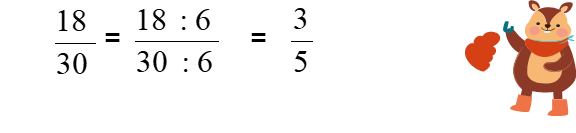 18/30 = 18 : 6/30 : 6 = 3/5